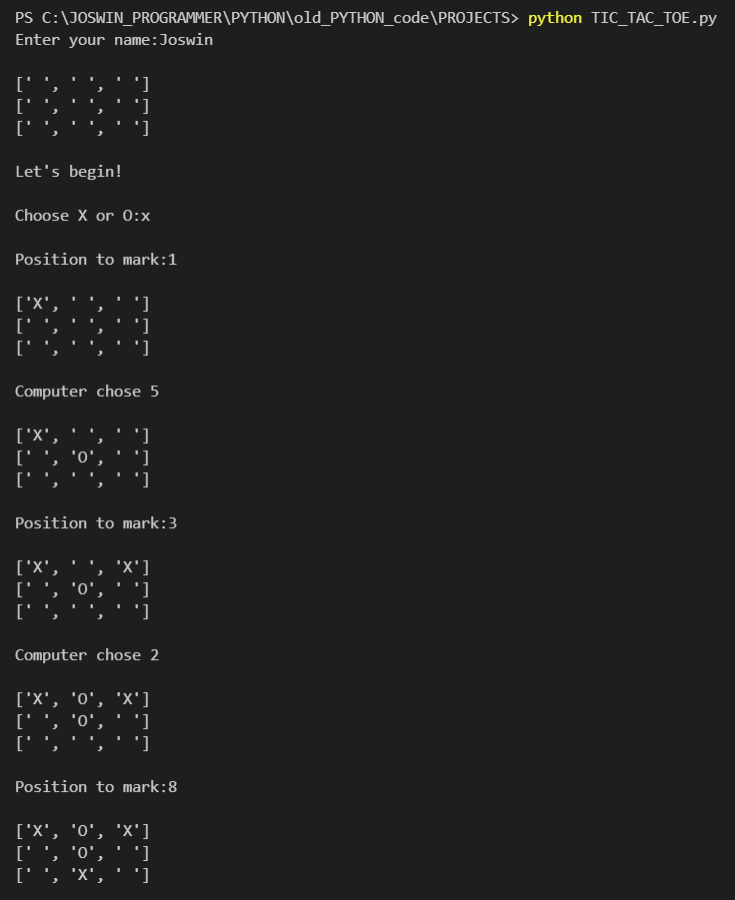 PS C:\JOSWIN_PROGRAMMER\PYTHON\old_PYTHON_code\PROJECTS> python TIC_TAC_TOE.py
Enter your name:Joswin
[' ', ' ', ' ']
[' ', ' ', ' ']
[' ', ' ', ' ']
Let's begin!
Choose X or O:x
Position to mark:1
['X', ' ', ' ']
[' ', ' ', ' ']
[' ', ' ', ' ']
Computer chose 5
['X', ' ', ' ']
[' ', 'O', ' ']
[' ', ' ', ' ']
Position to mark:3
['X', ' ', 'X']
[' ', 'O', ' ']
[' ', ' ', ' ']
Computer chose 2
['X', 'O', 'X']
[' ', 'O', ' ']
[' ', ' ', ' ']
Position to mark:8
['X', 'O', 'X']
[' ', 'O', ' ']
[' ', 'X', ' ']